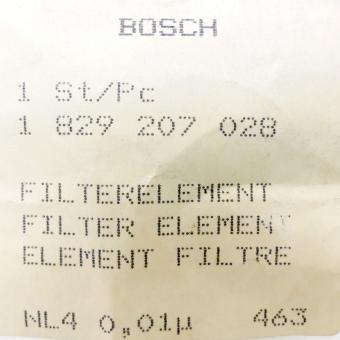 BOSCH
1 St/Pc
1 829 207 028
FILTERELEMENT
FILTER ELEMENT
ELEMENT FILTRE
NL4 0,01µ 463